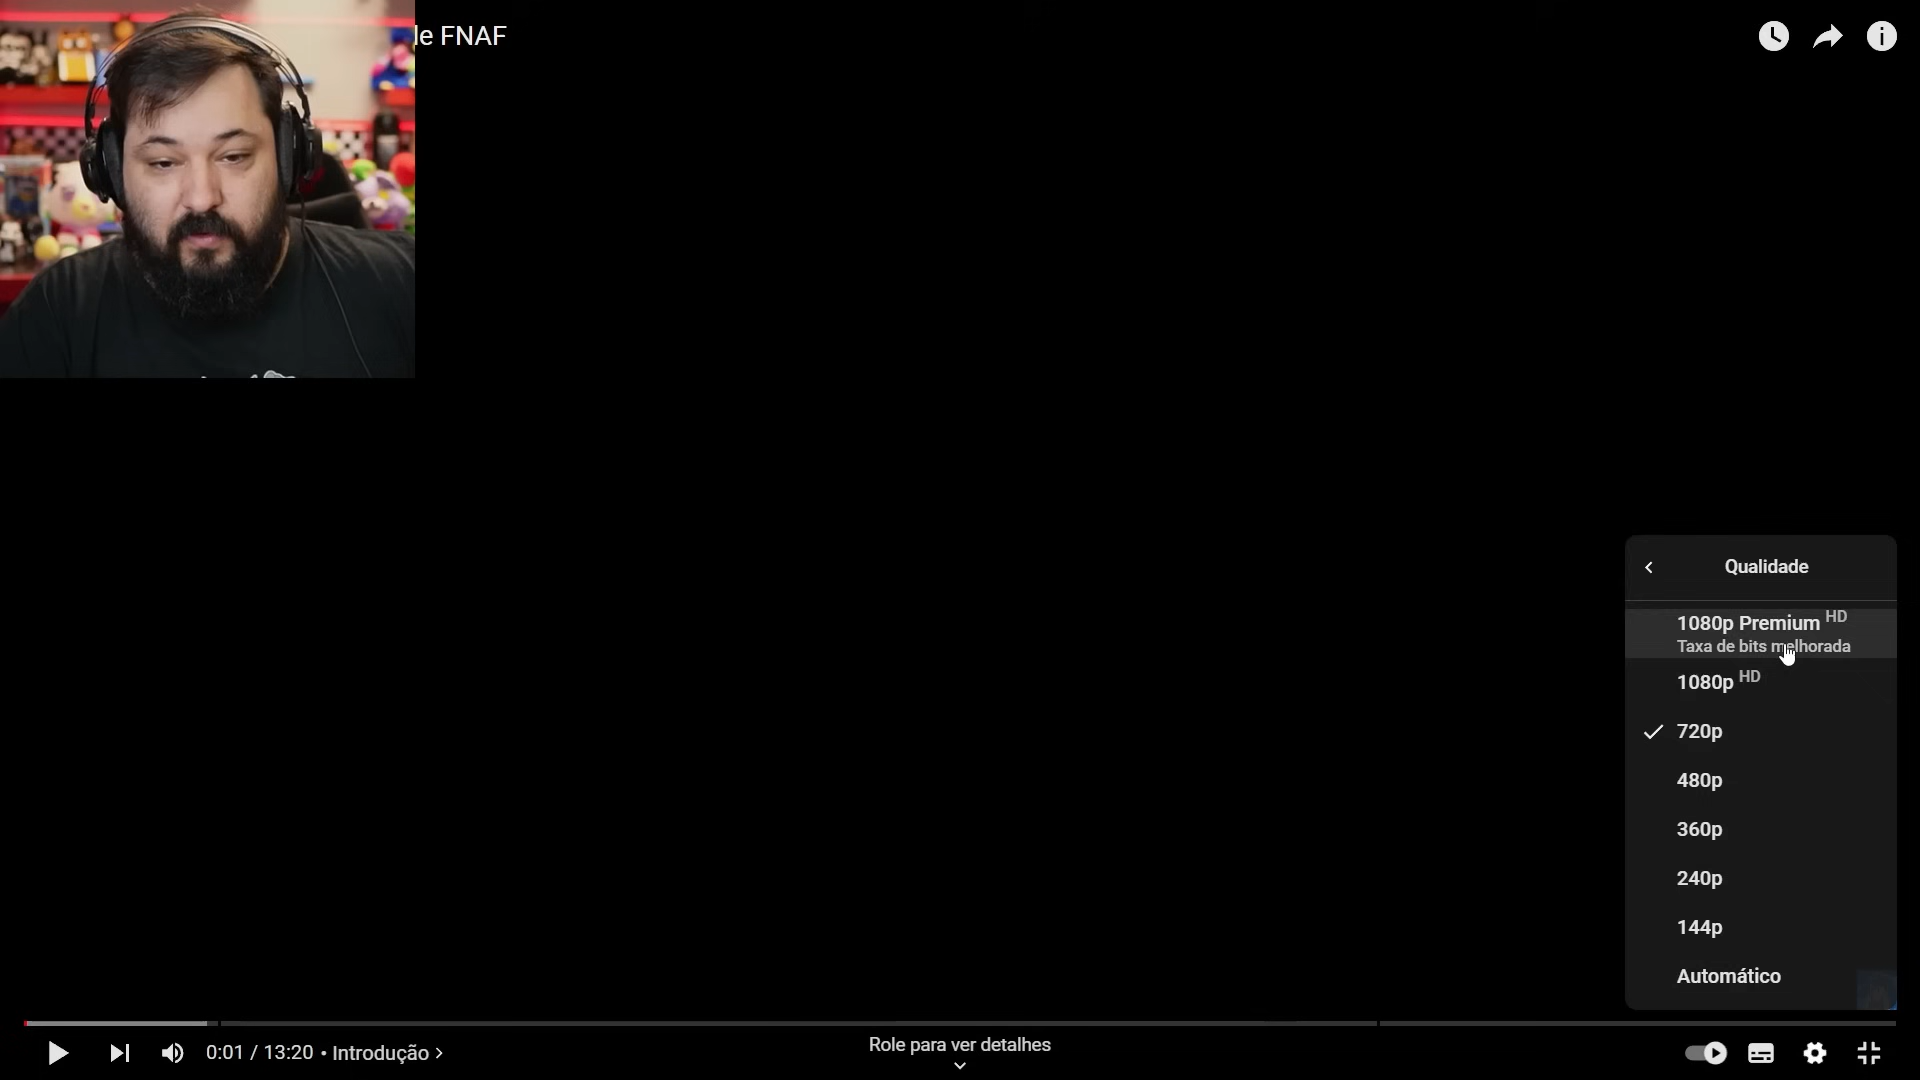 le FNAF
Qualidade
1080p Premium HD
Taxa de bits melhorada
1080p HD
720p
480p
360p
240p
144p
Automático
Role para ver detalhes
0:01 / 13:20 • Introdução